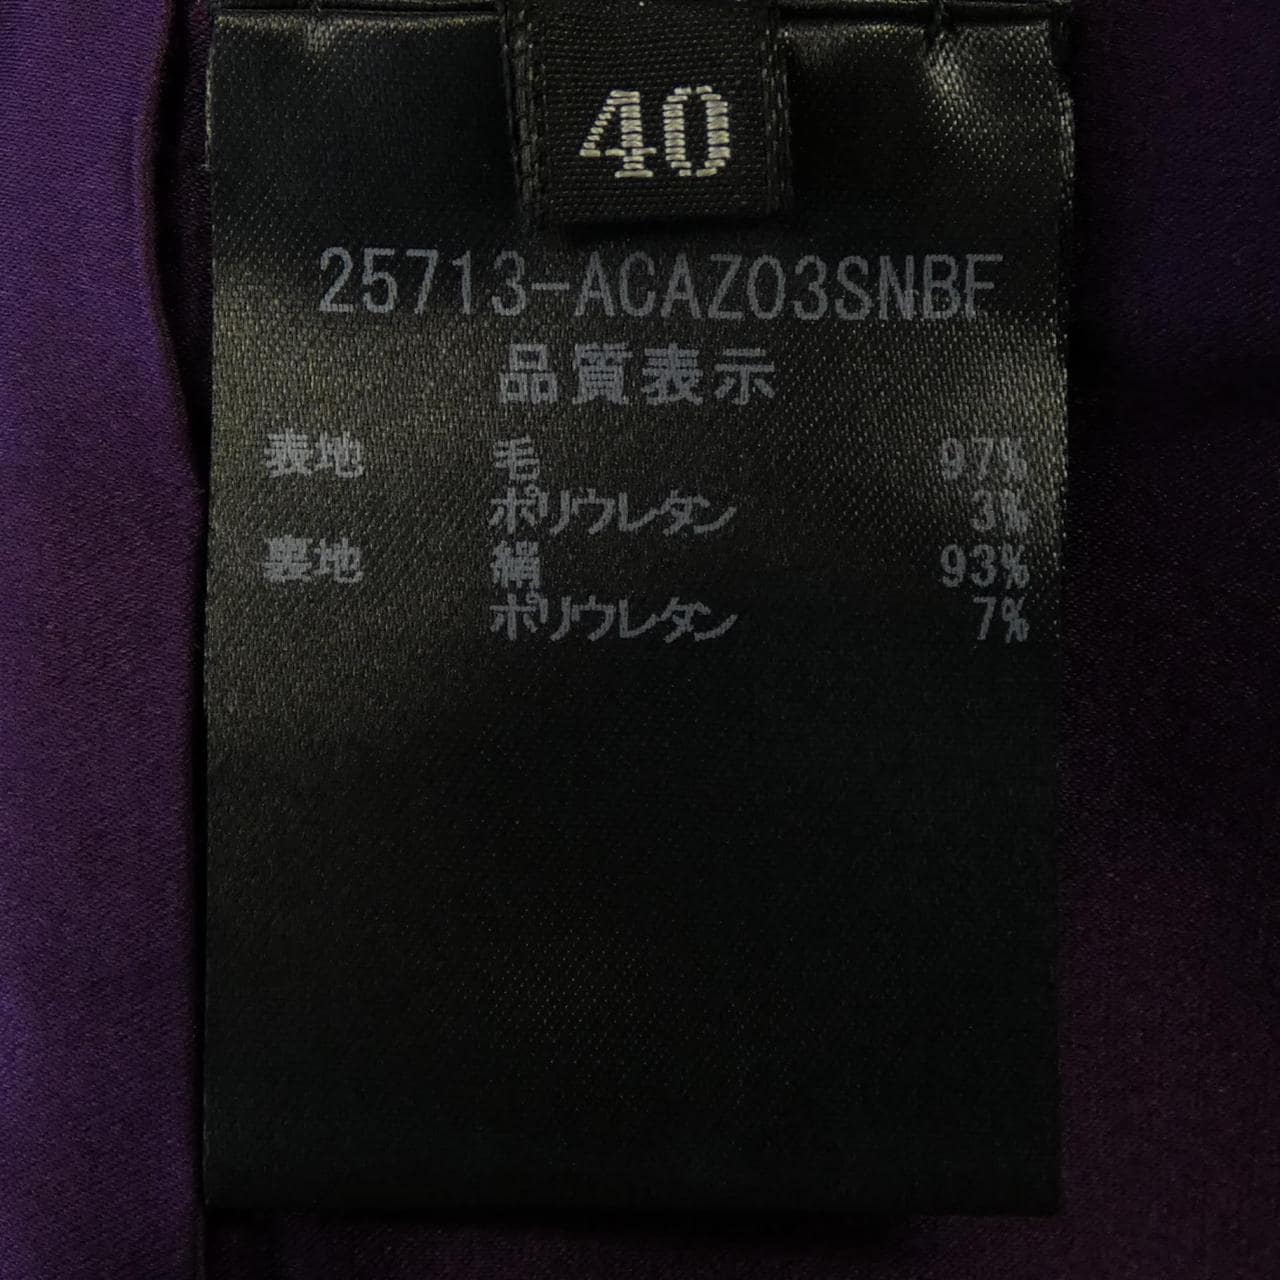 40
25713-ACAZ03SNBF
品質表示
表地 毛 97%
ポリウレタン 3%
裏地 絹 93%
ポリウレタン 7%